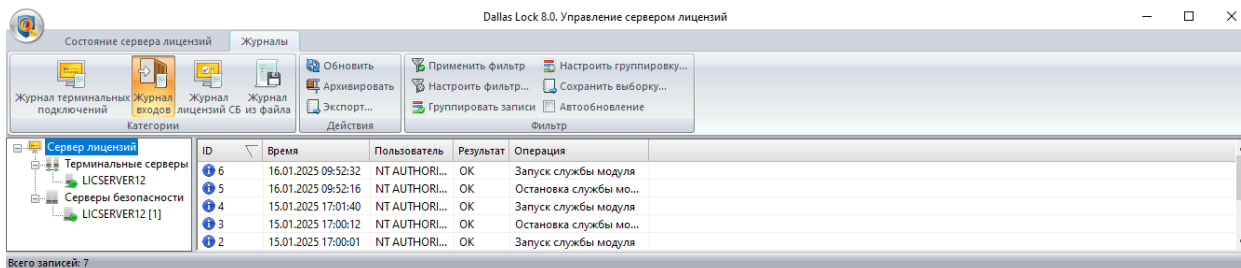 Dallas Lock 8.0. Управление сервером лицензий
Состояние сервера лицензий Журналы
Журнал терминальных подключений
Журнал входов
Журнал лицензий СБ
Журнал из файла
Категории
Обновить
Архивировать
Экспорт...
Действия
Применить фильтр Настроить группировку...
Настроить фильтр... Сохранить выборку...
Группировать записи Автообновление
Фильтр
Сервер лицензий
Терминальные серверы
LICSERVER12
Серверы безопасности
LICSERVER12 [1]
ID Время Пользователь Результат Операция
6 16.01.2025 09:52:32 NT AUTHORI... OK Запуск службы модуля
5 16.01.2025 09:52:16 NT AUTHORI... OK Остановка службы мо...
4 15.01.2025 17:01:40 NT AUTHORI... OK Запуск службы модуля
3 15.01.2025 17:00:12 NT AUTHORI... OK Остановка службы мо...
2 15.01.2025 17:00:01 NT AUTHORI... OK Запуск службы модуля
Всего записей: 7